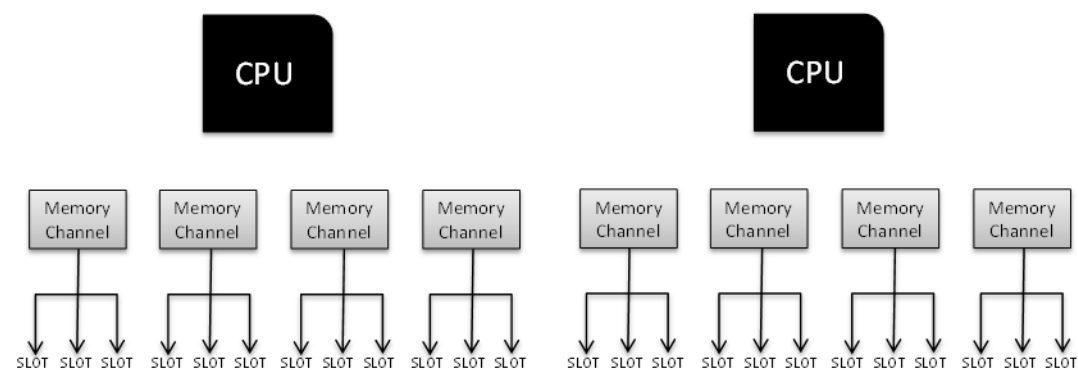 CPU CPU
Memory Memory Memory Memory Memory Memory Memory Memory
Channel Channel Channel Channel Channel Channel Channel Channel
SLOT SLOT SLOT SLOT SLOT SLOT SLOT SLOT SLOT SLOT SLOT SLOT SLOT SLOT SLOT SLOT SLOT SLOT SLOT SLOT SLOT SLOT SLOT SLOT